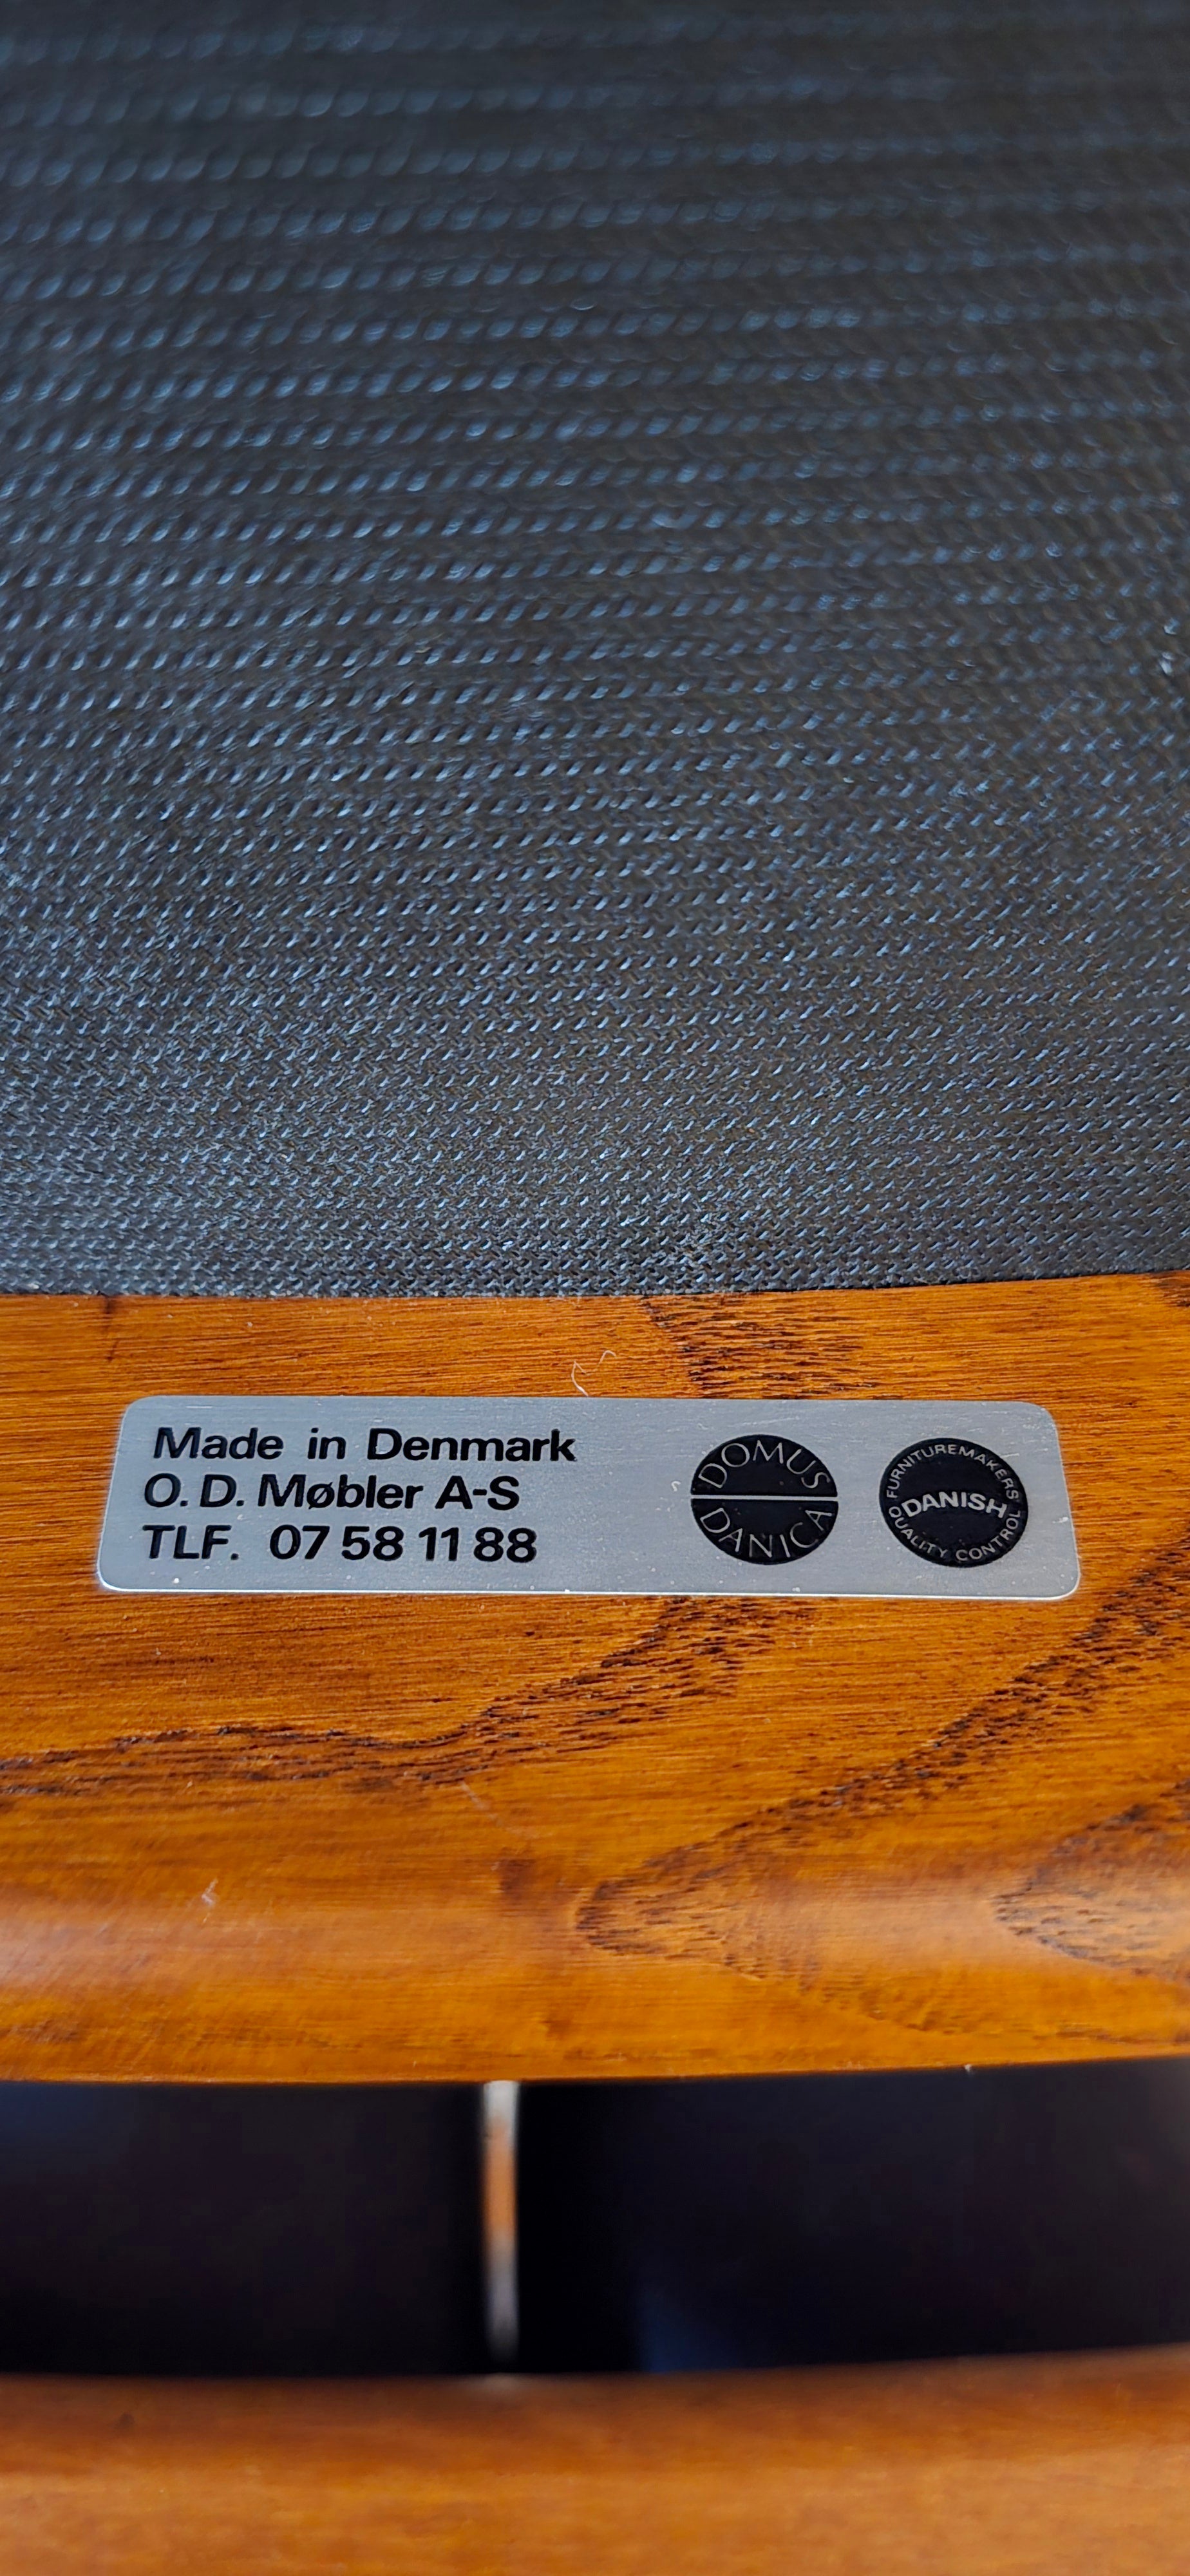 Made in Denmark
O. D. Møbler A-S
TLF. 07 58 11 88
DOMUS
DANICA
FURNITUREMAKERS
DANISH
QUALITY CONTROL